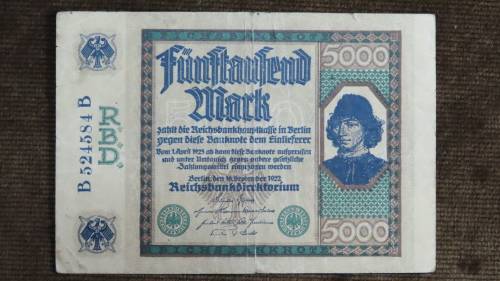 5000
Fünftausend
Mark
zahlt die Reichsbankhauptkasse in Berlin
gegen diese Banknote dem Einlieferer
Vom 1. April 1923 ab kann diese Banknote aufgerufen
und unter Umtausch gegen andere gesetzliche
Zahlungsmittel eingezogen werden
Berlin, den 16. November 1922
Reichsbankdirektorium
5000
B·524584 B
RBD